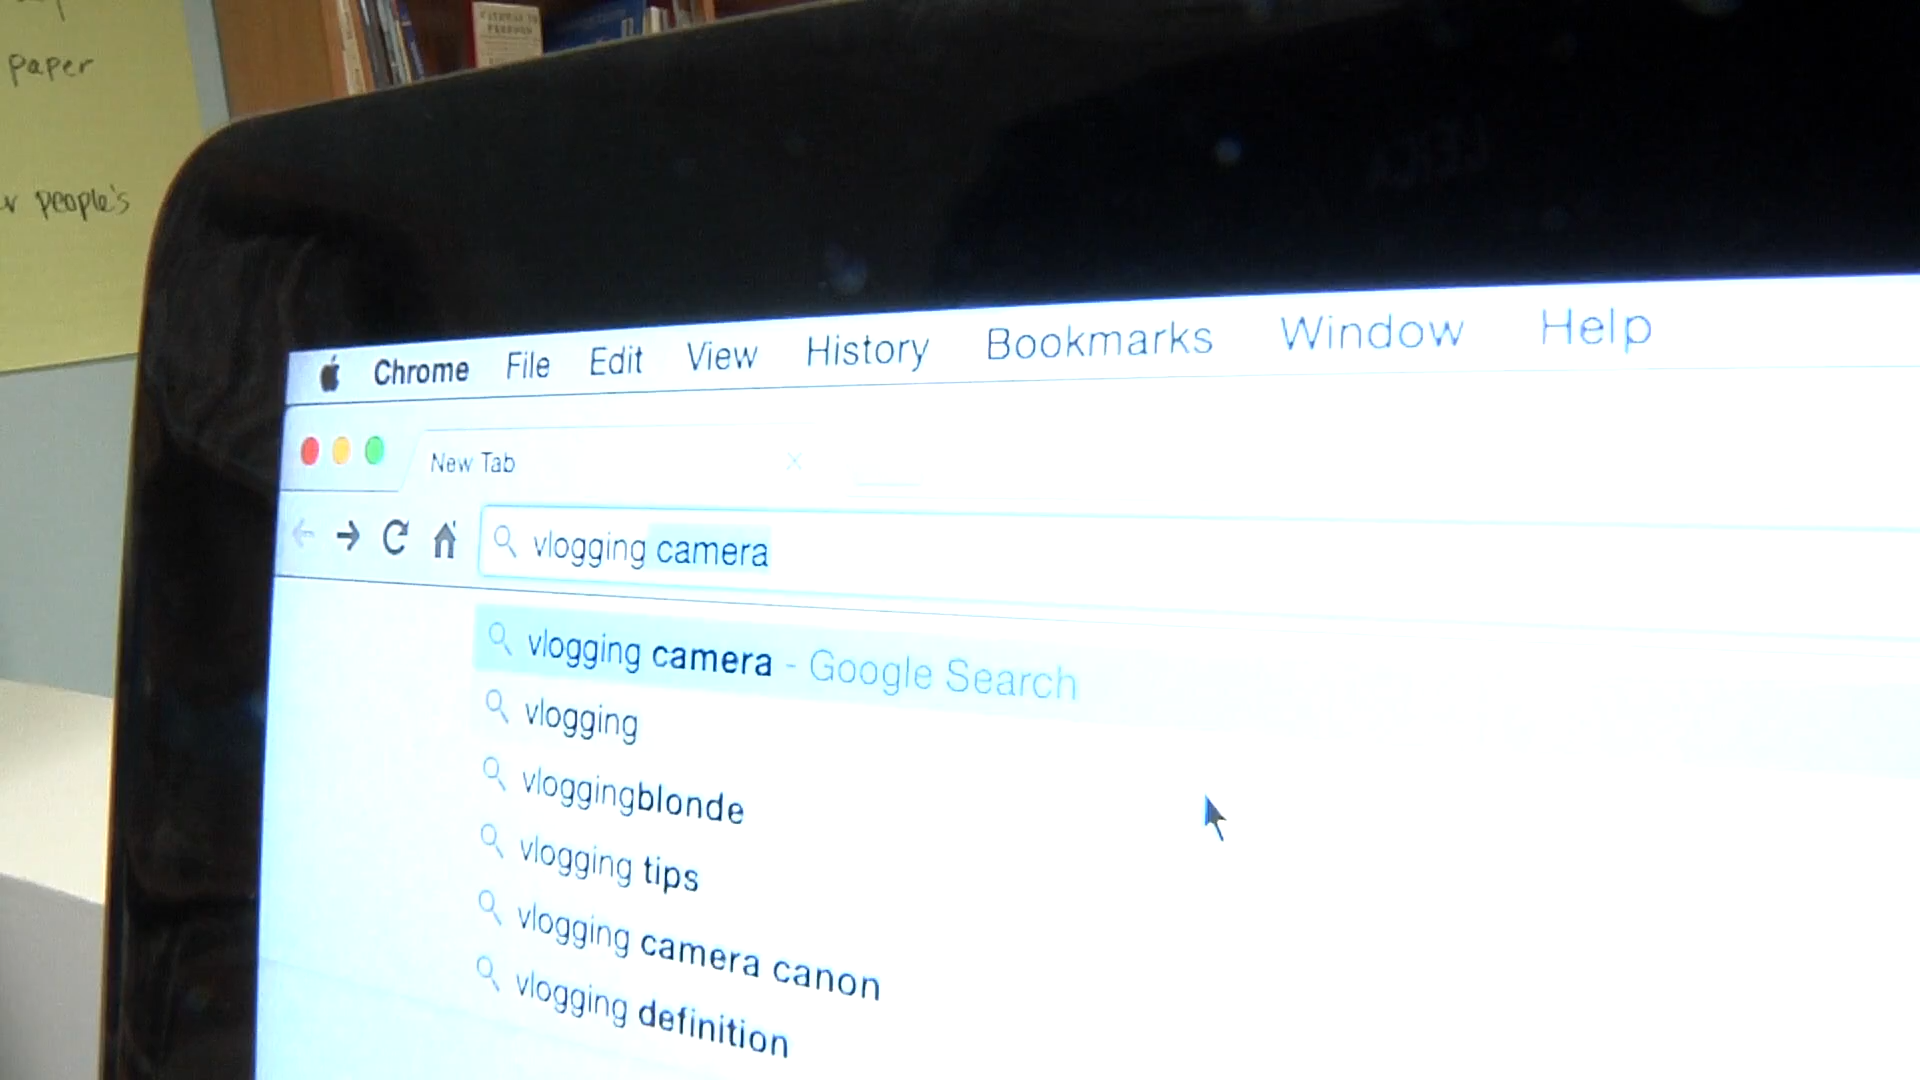 paper
people's
Chrome File Edit View History Bookmarks Window Help
New Tab
vlogging camera
vlogging camera - Google Search
vlogging
vloggingblonde
vlogging tips
vlogging camera canon
vlogging definition